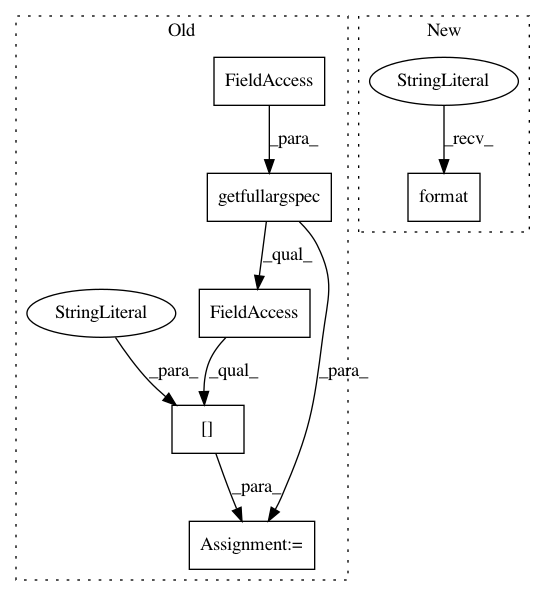 Old
New
FieldAccess
StringLiteral
_para_
_recv_
getfullargspec
format
_qual_
StringLiteral
FieldAccess
_para_
_qual_
_para_
[]
_para_
Assignment:=